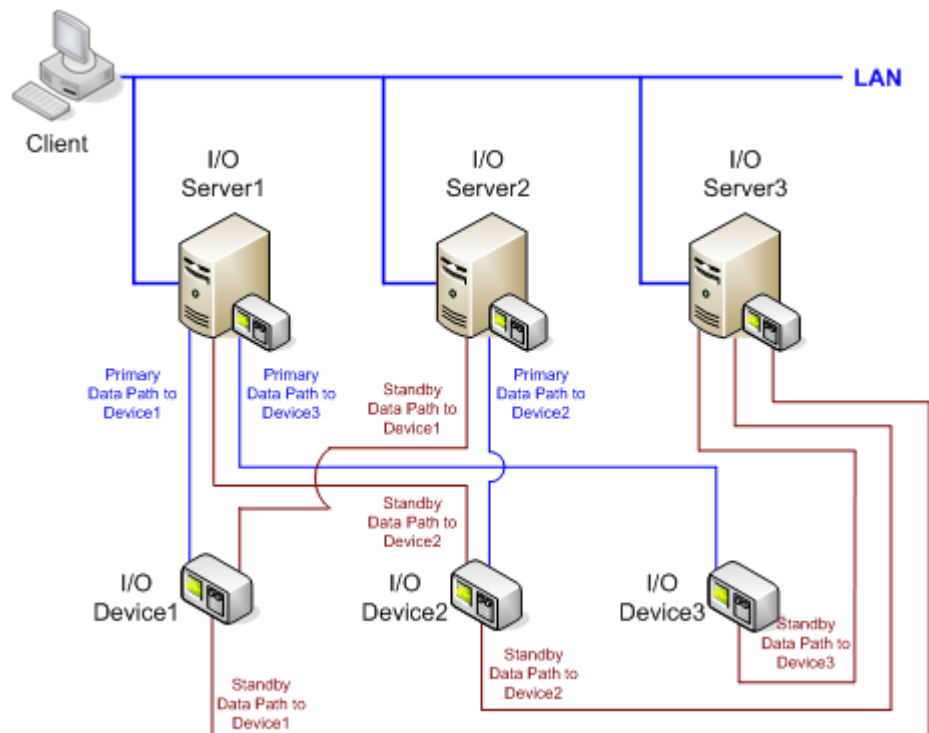 LAN
Client
I/O
Server1
I/O
Server2
I/O
Server3
Primary
Data Path to
Device1
Primary
Data Path to
Device3
Standby
Data Path to
Device1
Primary
Data Path to
Device2
Standby
Data Path to
Device2
I/O
Device1
I/O
Device2
I/O
Device3
Standby
Data Path to
Device1
Standby
Data Path to
Device2
Standby
Data Path to
Device3